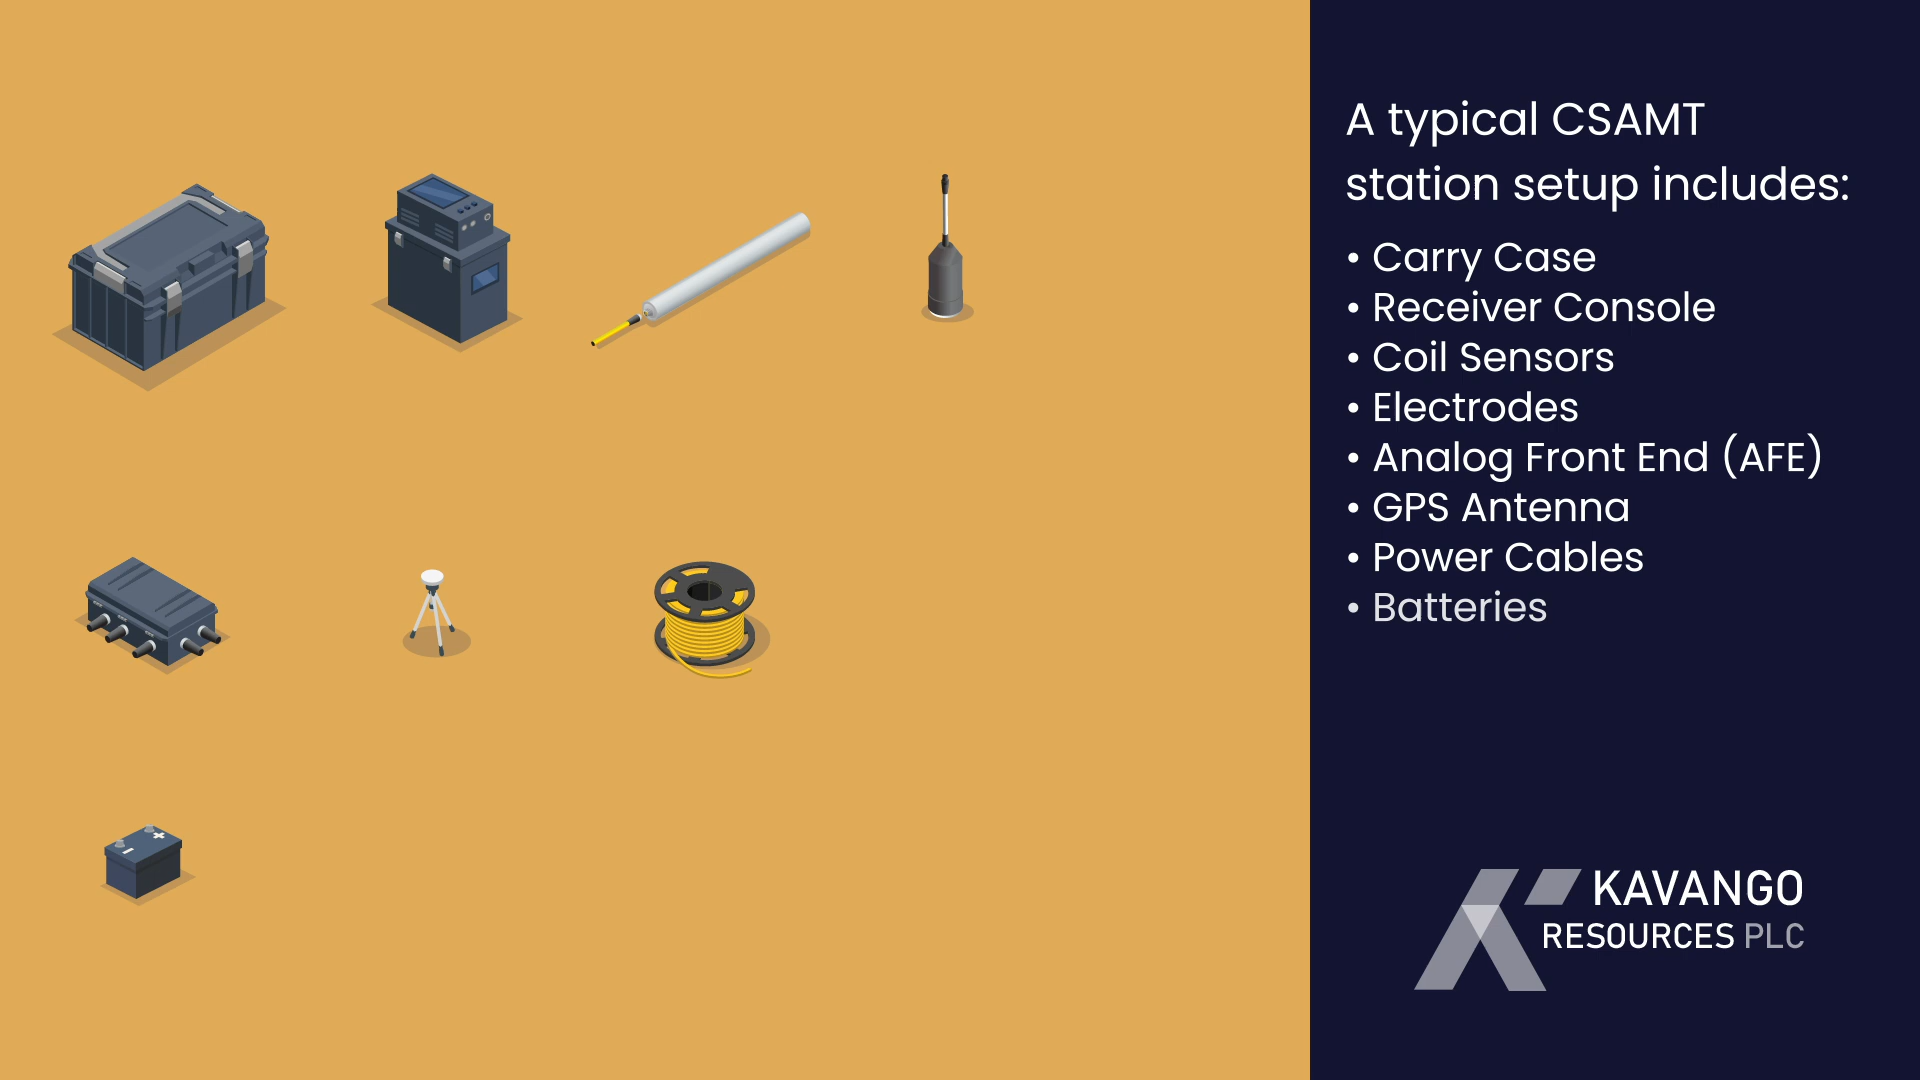 A typical CSAMT
station setup includes:
• Carry Case
• Receiver Console
• Coil Sensors
• Electrodes
• Analog Front End (AFE)
• GPS Antenna
• Power Cables
• Batteries
KAVANGO
RESOURCES PLC